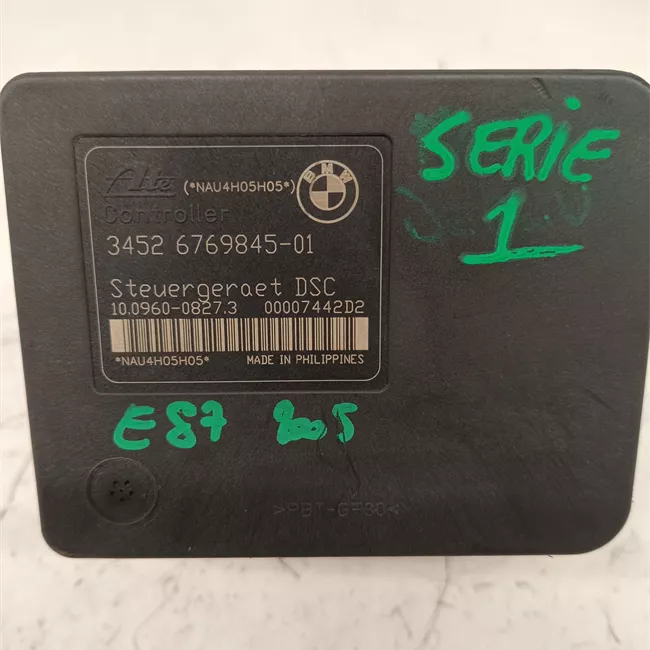 Ate (*NAU4H05H05*) BMW
Controller
3452 6769845-01
Steuergeraet DSC
10.0960-0827.3 00007442D2
*NAU4H05H05* MADE IN PHILIPPINES
SERIE
1
E87 2005
>PBT-GF30<